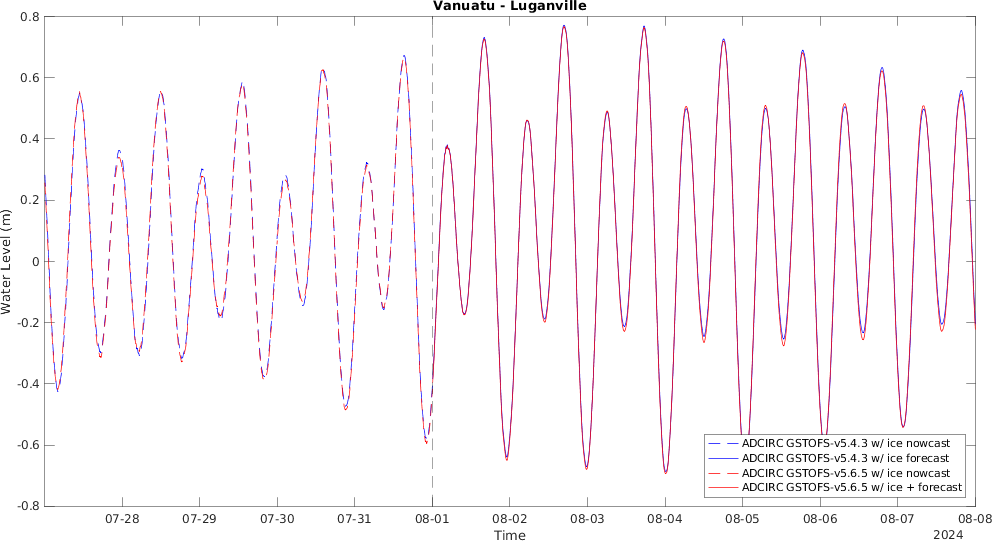 Vanuatu - Luganville
0.8
0.6
0.4
0.2
0
-0.2
-0.4
-0.6
-0.8
Water Level (m)
ADCIRC GSTOFS-v5.4.3 w/ ice nowcast
ADCIRC GSTOFS-v5.4.3 w/ ice forecast
ADCIRC GSTOFS-v5.6.5 w/ ice nowcast
ADCIRC GSTOFS-v5.6.5 w/ ice + forecast
07-28 07-29 07-30 07-31 08-01 08-02 08-03 08-04 08-05 08-06 08-07 08-08
Time
2024